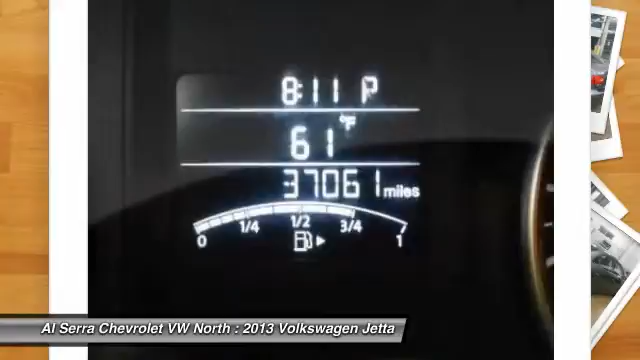 8:11 P
61°F
37061 miles
0 1/4 1/2 3/4 1
Al Serra Chevrolet VW North : 2013 Volkswagen Jetta